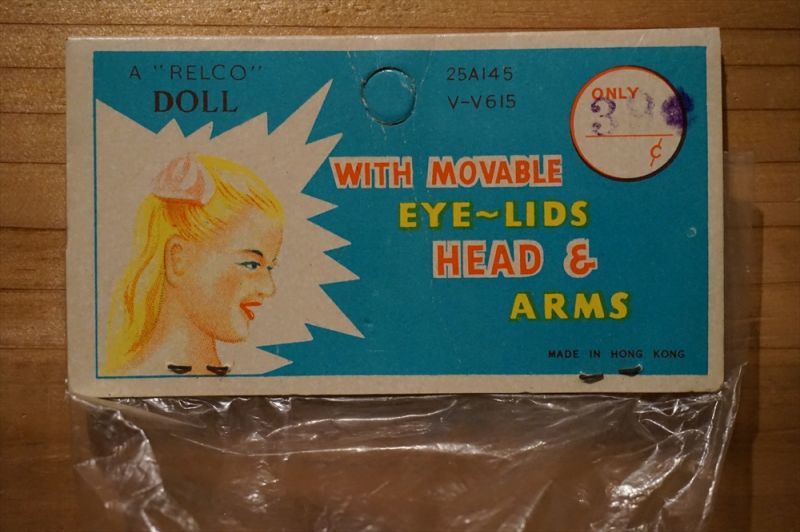 A "RELCO"
DOLL
25A145
V-V615
ONLY
¢
WITH MOVABLE
EYE~LIDS
HEAD &
ARMS
MADE IN HONG KONG